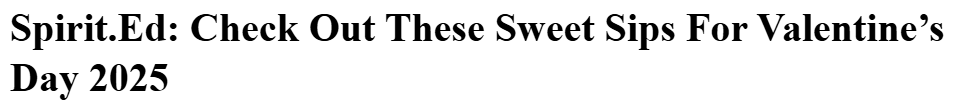 Spirit.Ed: Check Out These Sweet Sips For Valentine’s
Day 2025